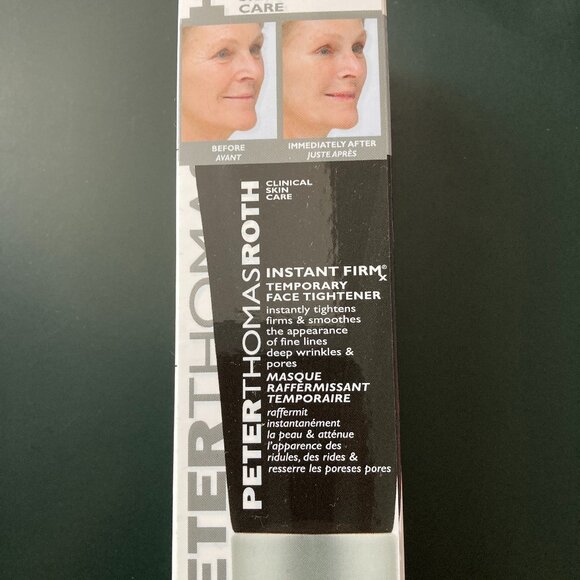 CARE
BEFORE
AVANT
IMMEDIATELY AFTER
JUSTE APRÈS
CLINICAL
SKIN
CARE
PETERTHOMASROTH
INSTANT FIRMx®
TEMPORARY
FACE TIGHTENER
instantly tightens
firms & smoothes
the appearance
of fine lines
deep wrinkles &
pores
MASQUE
RAFFERMISSANT
TEMPORAIRE
raffermit
instantanément
la peau & atténue
l'apparence des
ridules, des rides &
resserre les poreses pores
ETERTHOMAS